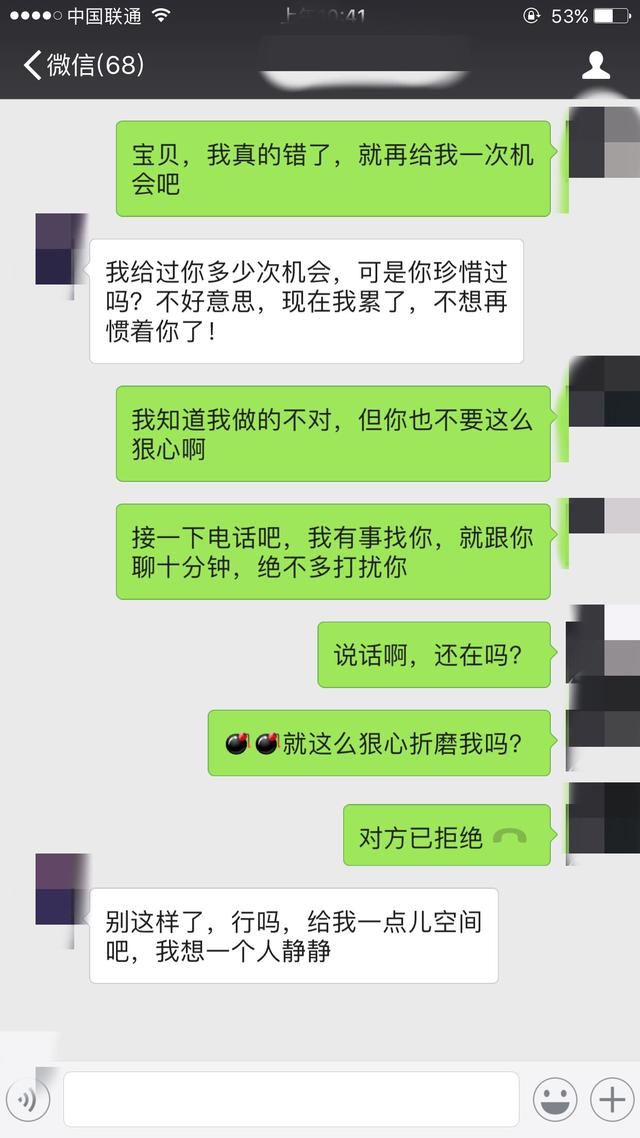 中国联通
53%
微信(68)
宝贝，我真的错了，就再给我一次机
会吧
我给过你多少次机会，可是你珍惜过
吗？不好意思，现在我累了，不想再
惯着你了！
我知道我做的不对，但你也不要这么
狠心啊
接一下电话吧，我有事找你，就跟你
聊十分钟，绝不多打扰你
说话啊，还在吗？
就这么狠心折磨我吗？
对方已拒绝
别这样了，行吗，给我一点儿空间
吧，我想一个人静静